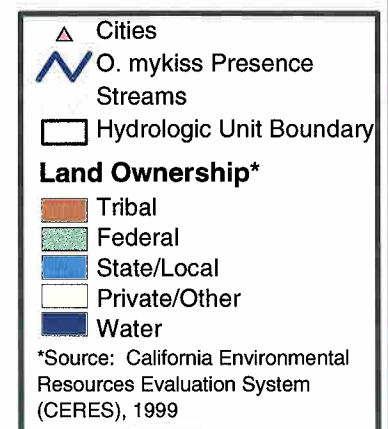 Cities
O. mykiss Presence
Streams
Hydrologic Unit Boundary
Land Ownership*
Tribal
Federal
State/Local
Private/Other
Water
*Source: California Environmental
Resources Evaluation System
(CERES), 1999